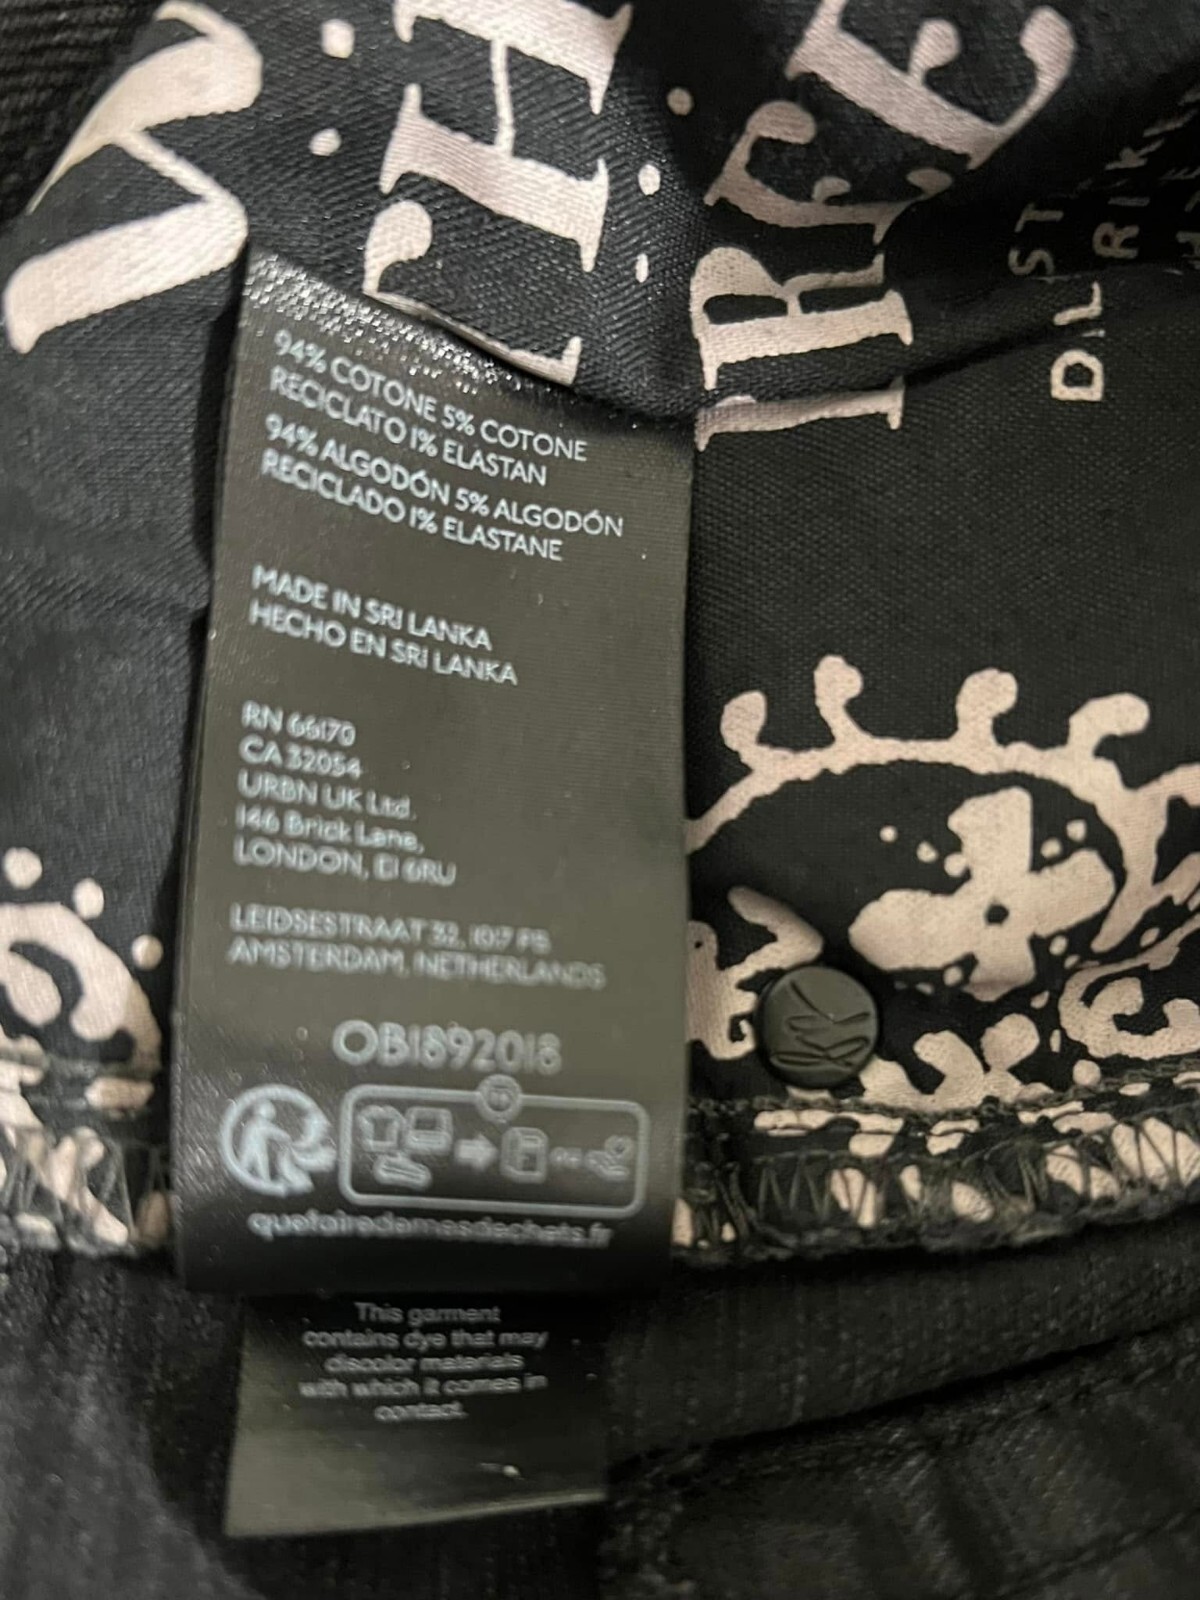 94% COTONE 5% COTONE
RECICLATO 1% ELASTAN
94% ALGODÓN 5% ALGODÓN
RECICLADO 1% ELASTANE
MADE IN SRI LANKA
HECHO EN SRI LANKA
RN 66170
CA 32054
URBN UK Ltd.
146 Brick Lane,
LONDON, E1 6RU
LEIDSESTRAAT 32, 1017 PB
AMSTERDAM, NETHERLANDS
OB1892018
quefairedemesdechets.fr
This garment
contains dye that may
discolor materials
with which it comes in
contact.